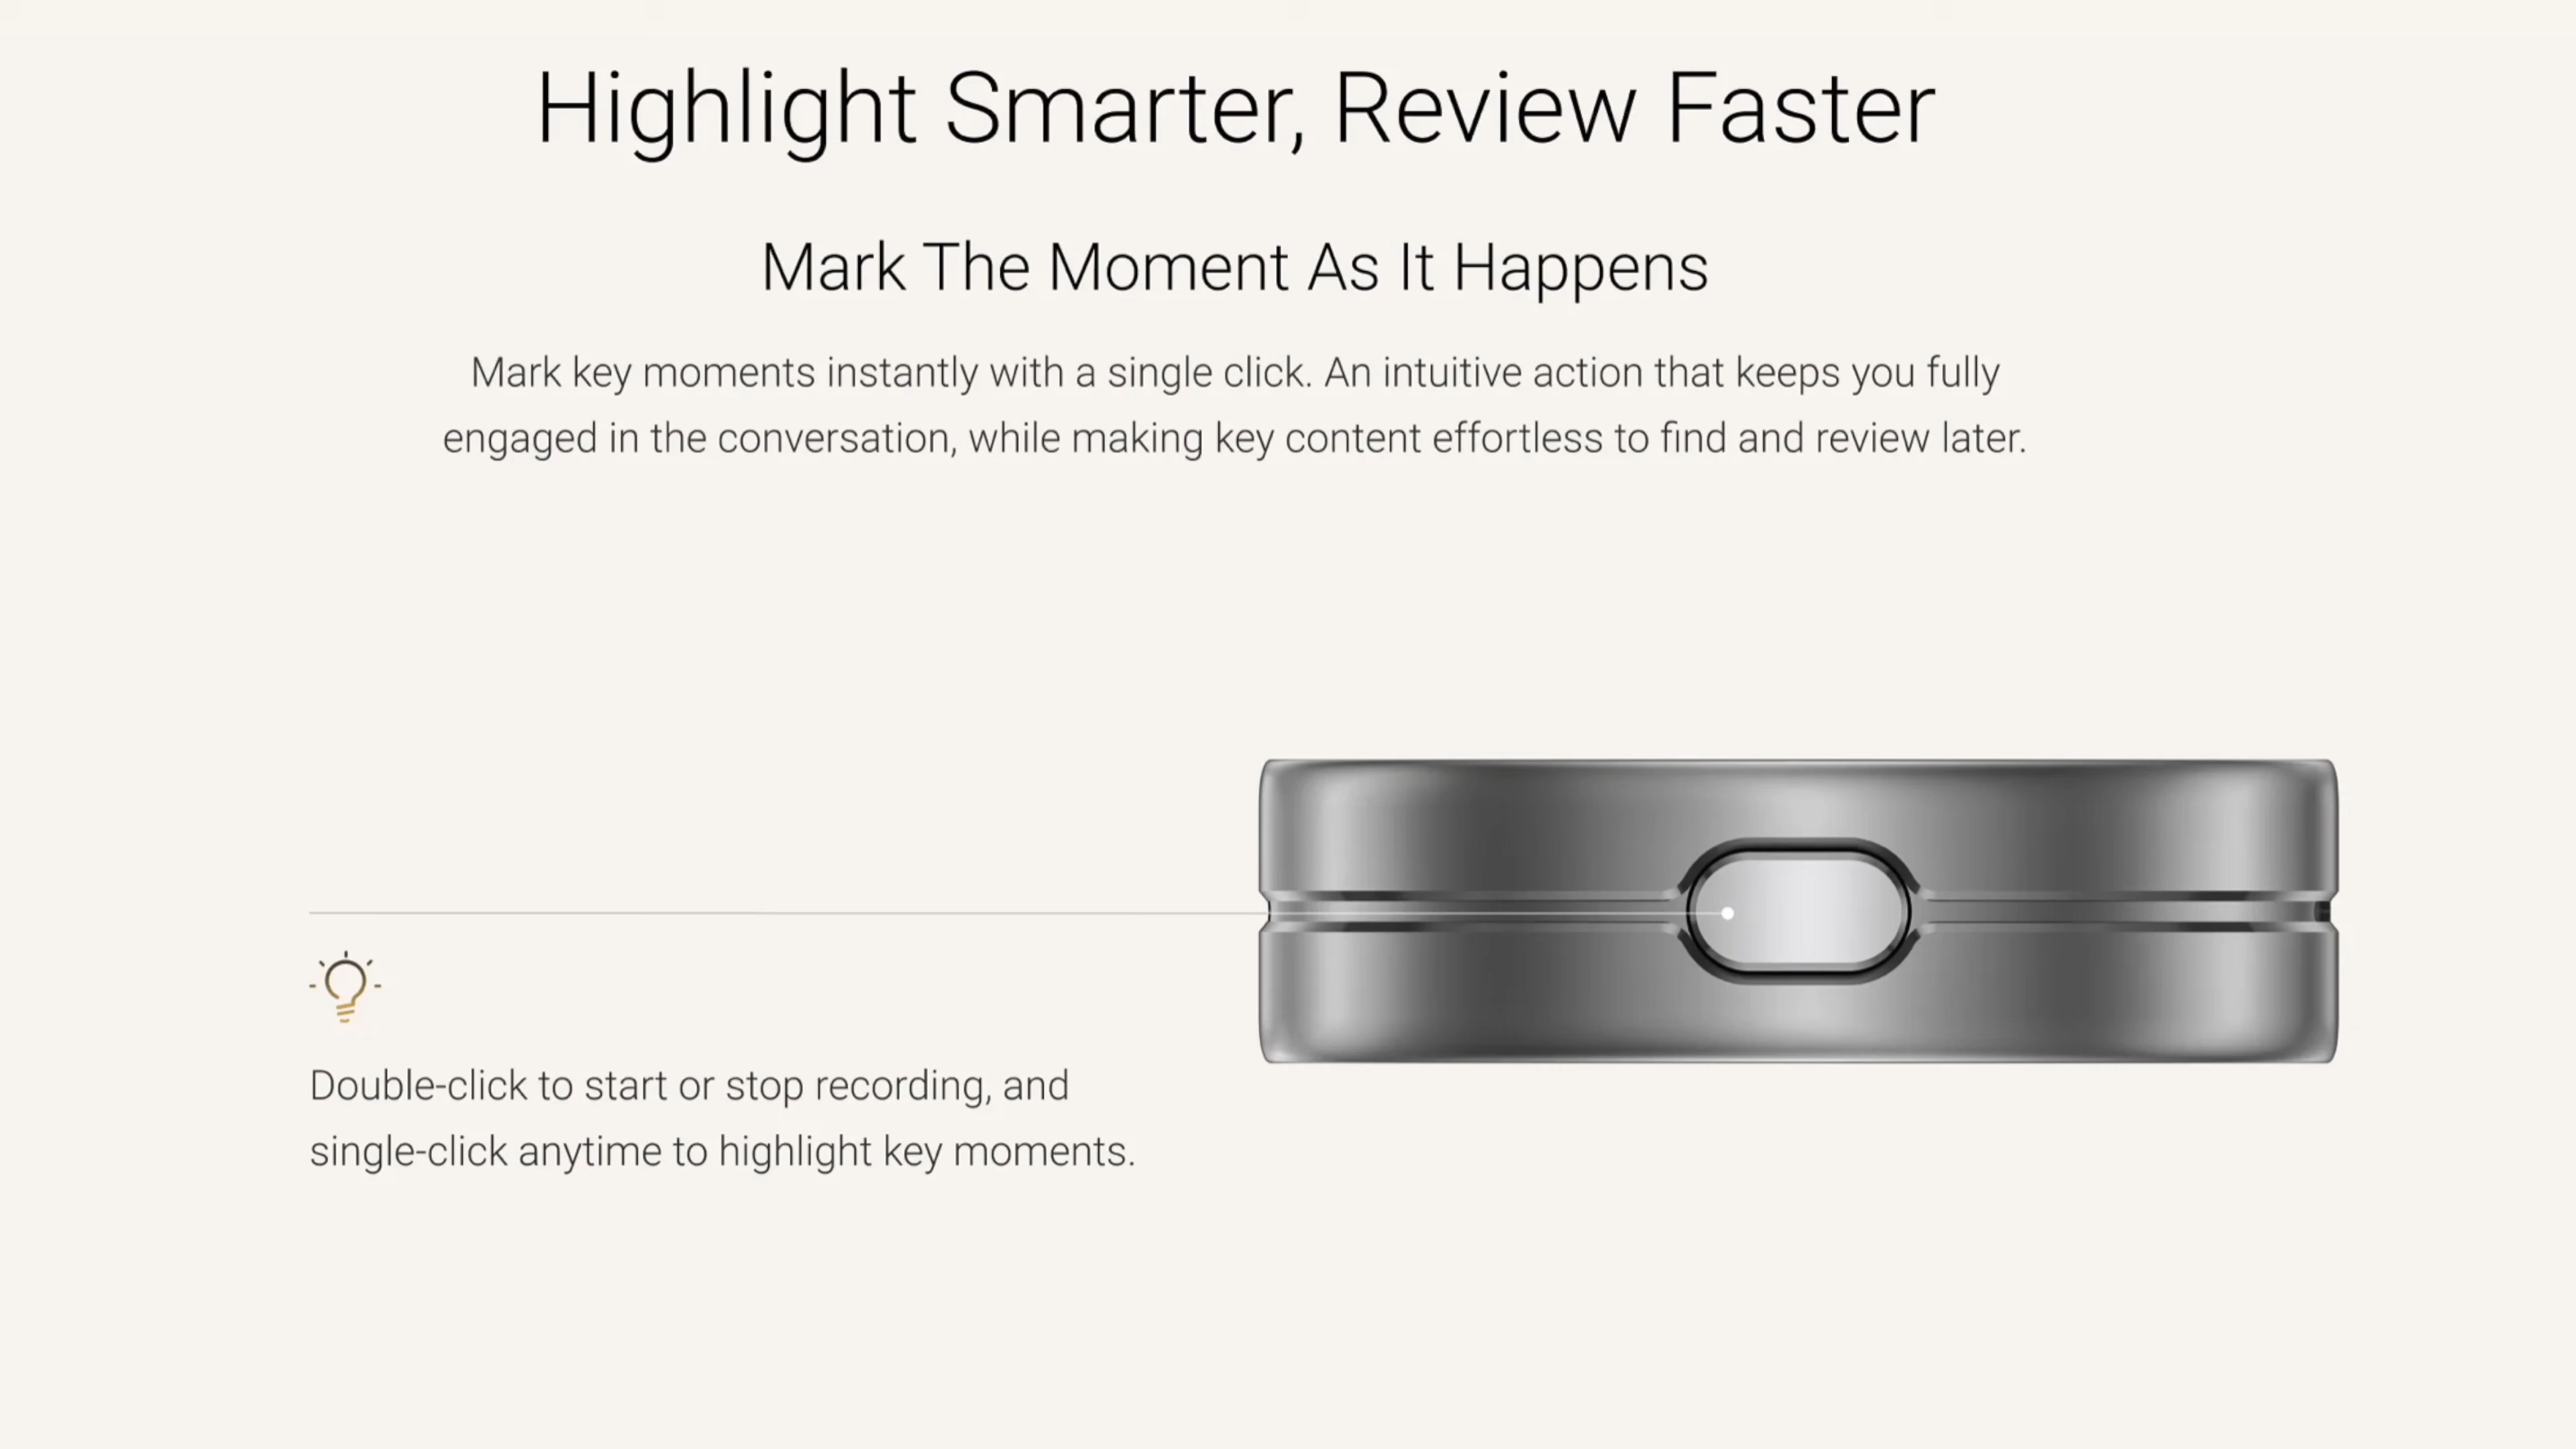 Highlight Smarter, Review Faster
Mark The Moment As It Happens
Mark key moments instantly with a single click. An intuitive action that keeps you fully
engaged in the conversation, while making key content effortless to find and review later.
Double-click to start or stop recording, and
single-click anytime to highlight key moments.